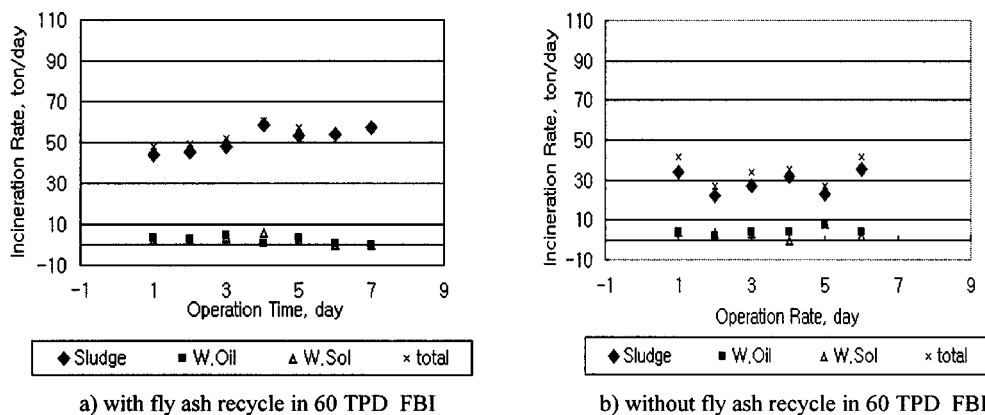 110
90
70
50
30
10
-10
Incineration Rate, ton/day
-1 1 3 5 7 9
Operation Time, day
◆ Sludge ■ W.Oil △ W.Sol × total
a) with fly ash recycle in 60 TPD FBI
110
90
70
50
30
10
-10
Incineration Rate, ton/day
-1 1 3 5 7 9
Operation Rate, day
◆ Sludge ■ W.Oil △ W.Sol × total
b) without fly ash recycle in 60 TPD FBI